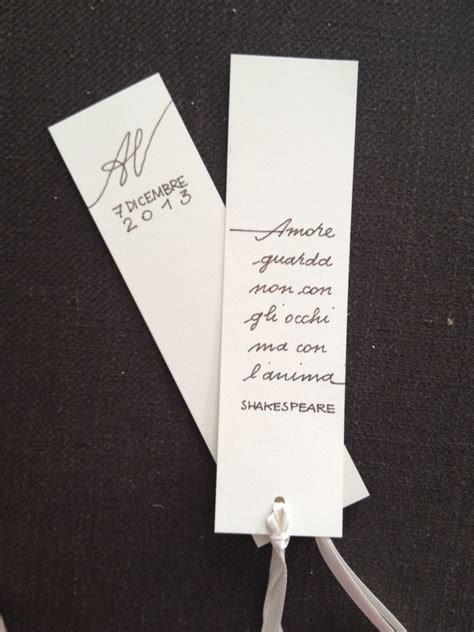 AV
7 DICEMBRE
2013
Amore
guarda
non con
gli occhi
ma con
l'anima
SHAKESPEARE